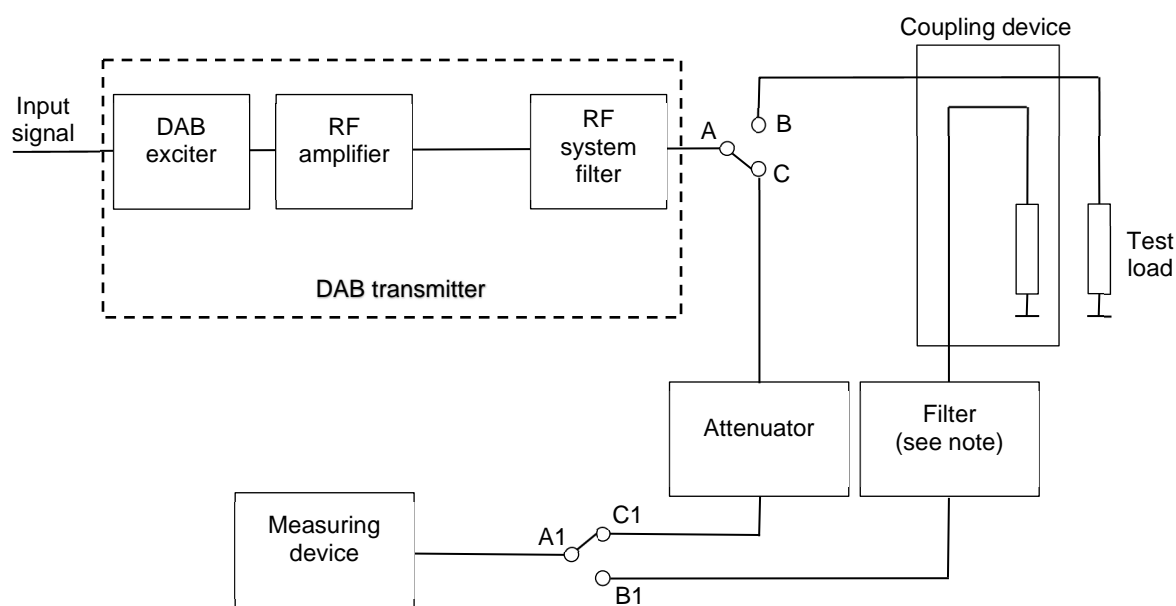 Coupling device
Input
signal
DAB
exciter
RF
amplifier
RF
system
filter
A
B
C
Test
load
DAB transmitter
Attenuator
Filter
(see note)
Measuring
device
A1
C1
B1